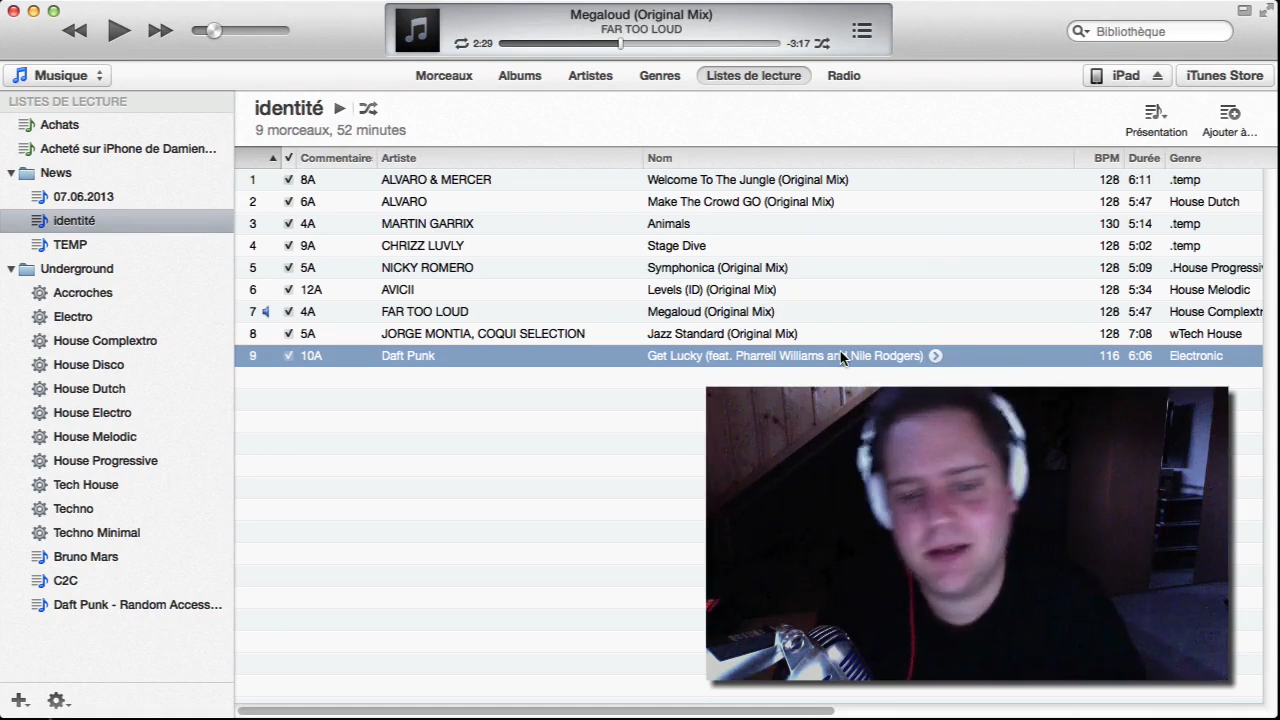 Megaloud (Original Mix)
FAR TOO LOUD
2:29 -3:17
Bibliothèque
Musique
Morceaux Albums Artistes Genres Listes de lecture Radio
iPad iTunes Store
LISTES DE LECTURE
Achats
Acheté sur iPhone de Damien...
News
07.06.2013
identité
TEMP
Underground
Accroches
Electro
House Complextro
House Disco
House Dutch
House Electro
House Melodic
House Progressive
Tech House
Techno
Techno Minimal
Bruno Mars
C2C
Daft Punk - Random Access...
identité
9 morceaux, 52 minutes
Présentation Ajouter à...
Commentaire Artiste Nom BPM Durée Genre
1 8A ALVARO & MERCER Welcome To The Jungle (Original Mix) 128 6:11 .temp
2 6A ALVARO Make The Crowd GO (Original Mix) 128 5:47 House Dutch
3 4A MARTIN GARRIX Animals 130 5:14 .temp
4 9A CHRIZZ LUVLY Stage Dive 128 5:02 .temp
5 5A NICKY ROMERO Symphonica (Original Mix) 128 5:09 .House Progressi
6 12A AVICII Levels (ID) (Original Mix) 128 5:34 House Melodic
7 4A FAR TOO LOUD Megaloud (Original Mix) 128 5:47 House Complext
8 5A JORGE MONTIA, COQUI SELECTION Jazz Standard (Original Mix) 128 7:08 wTech House
9 10A Daft Punk Get Lucky (feat. Pharrell Williams and Nile Rodgers) 116 6:06 Electronic